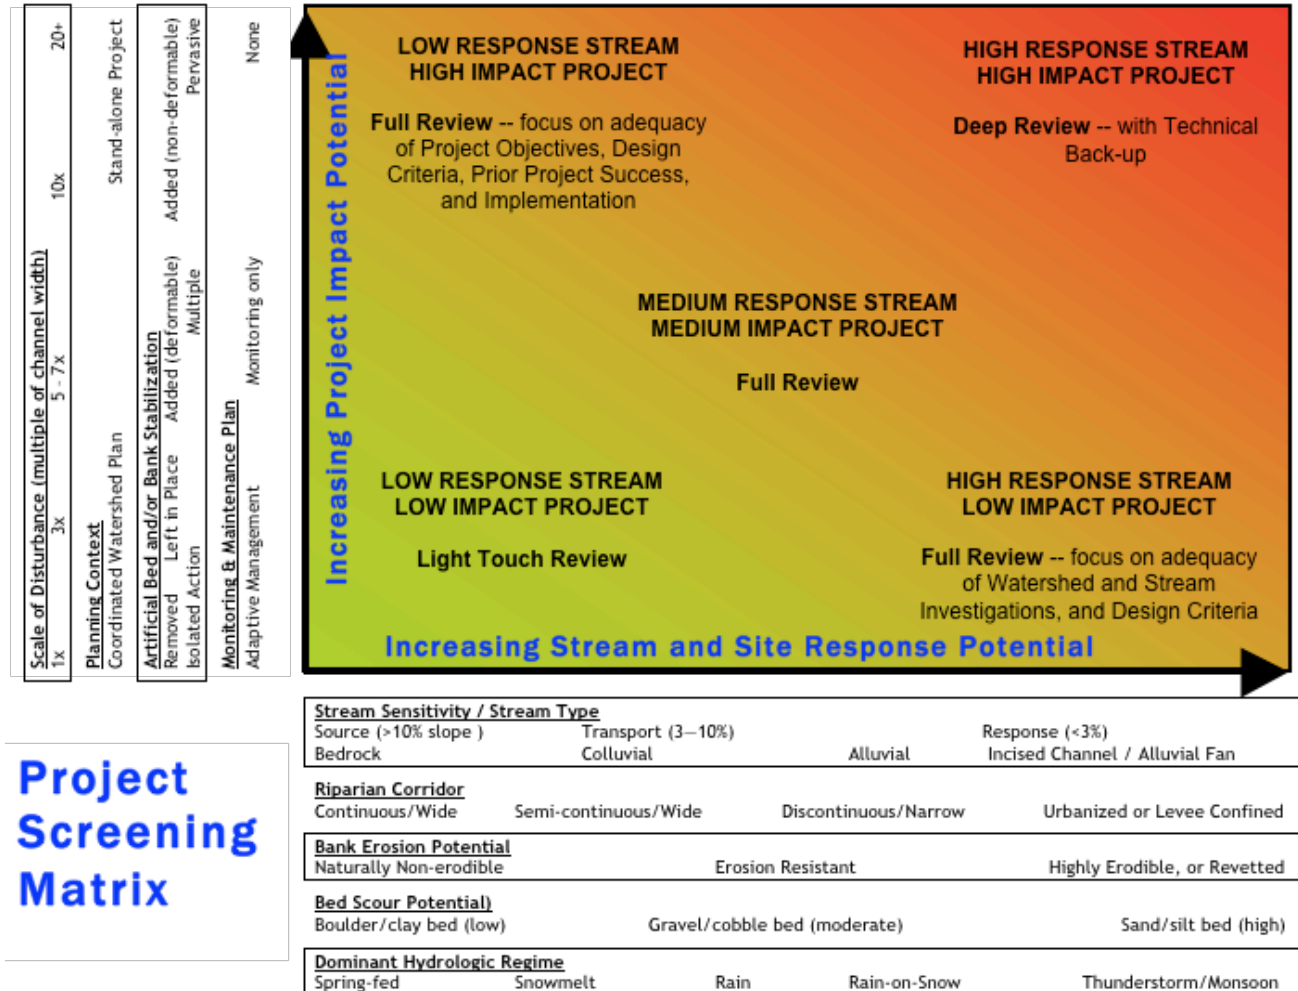 Scale of Disturbance (multiple of channel width)
1x 3x 5 - 7x 10x 20+
Planning Context
Coordinated Watershed Plan Stand-alone Project
Artificial Bed and/or Bank Stabilization
Removed Left in Place Added (deformable) Added (non-deformable)
Isolated Action Multiple Pervasive
Monitoring & Maintenance Plan
Adaptive Management Monitoring only None
Increasing Project Impact Potential
LOW RESPONSE STREAM
HIGH IMPACT PROJECT
Full Review -- focus on adequacy
of Project Objectives, Design
Criteria, Prior Project Success,
and Implementation
HIGH RESPONSE STREAM
HIGH IMPACT PROJECT
Deep Review -- with Technical
Back-up
MEDIUM RESPONSE STREAM
MEDIUM IMPACT PROJECT
Full Review
LOW RESPONSE STREAM
LOW IMPACT PROJECT
Light Touch Review
HIGH RESPONSE STREAM
LOW IMPACT PROJECT
Full Review -- focus on adequacy
of Watershed and Stream
Investigations, and Design Criteria
Increasing Stream and Site Response Potential
Project
Screening
Matrix
Stream Sensitivity / Stream Type
Source (>10% slope ) Transport (3—10%) Response (<3%)
Bedrock Colluvial Alluvial Incised Channel / Alluvial Fan
Riparian Corridor
Continuous/Wide Semi-continuous/Wide Discontinuous/Narrow Urbanized or Levee Confined
Bank Erosion Potential
Naturally Non-erodible Erosion Resistant Highly Erodible, or Revetted
Bed Scour Potential)
Boulder/clay bed (low) Gravel/cobble bed (moderate) Sand/silt bed (high)
Dominant Hydrologic Regime
Spring-fed Snowmelt Rain Rain-on-Snow Thunderstorm/Monsoon